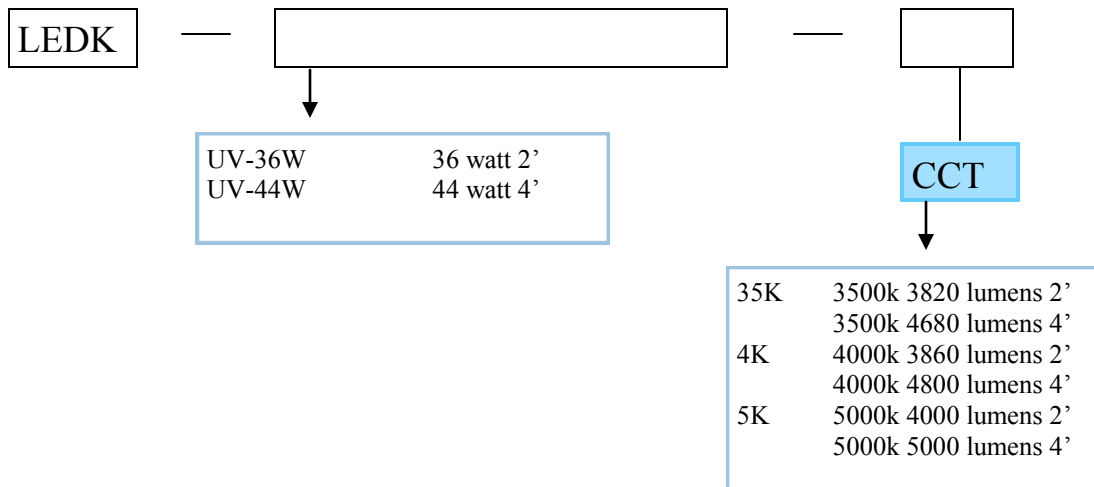 LEDK
UV-36W 36 watt 2’
UV-44W 44 watt 4’
CCT
35K 3500k 3820 lumens 2’
3500k 4680 lumens 4’
4K 4000k 3860 lumens 2’
4000k 4800 lumens 4’
5K 5000k 4000 lumens 2’
5000k 5000 lumens 4’